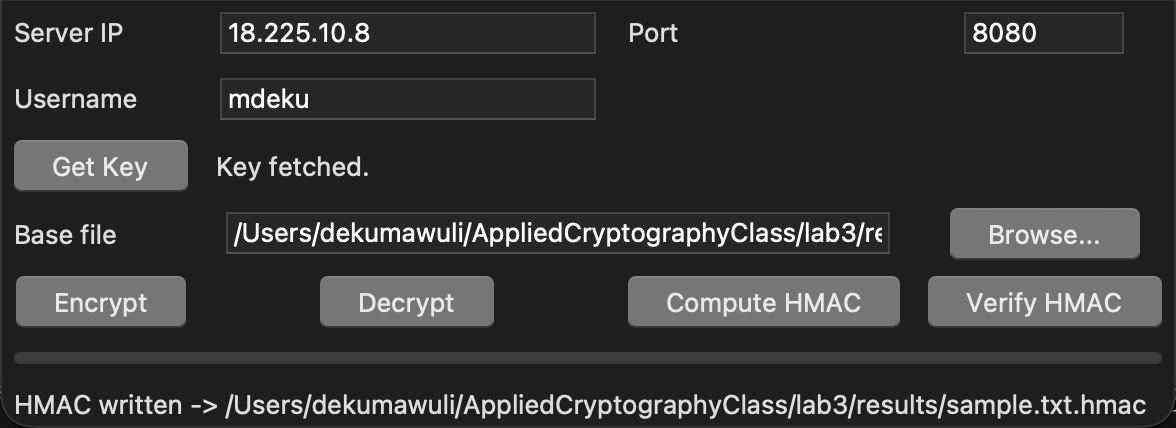 Server IP 18.225.10.8 Port 8080
Username mdeku
Get Key Key fetched.
Base file /Users/dekumawuli/AppliedCryptographyClass/lab3/re Browse...
Encrypt Decrypt Compute HMAC Verify HMAC
HMAC written -> /Users/dekumawuli/AppliedCryptographyClass/lab3/results/sample.txt.hmac